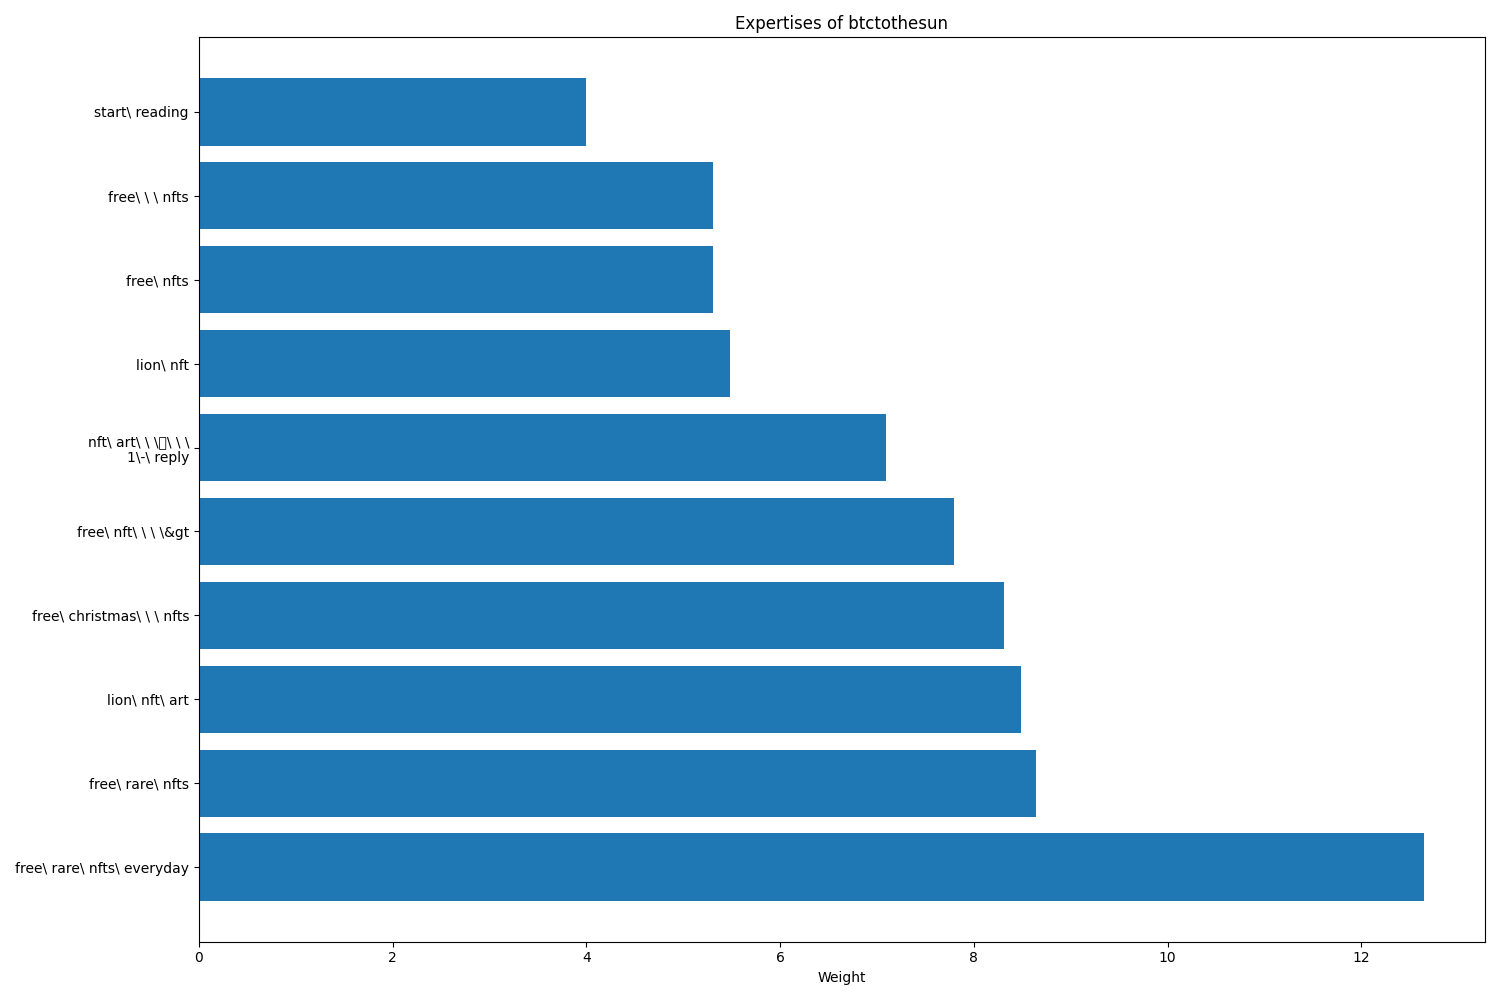 Expertises of btctothesun
start\ reading
free\ \ \ nfts
free\ nfts
lion\ nft
nft\ art\ \ \▯\ \ \
1\-\ reply
free\ nft\ \ \ \&gt
free\ christmas\ \ \ nfts
lion\ nft\ art
free\ rare\ nfts
free\ rare\ nfts\ everyday
0 2 4 6 8 10 12
Weight